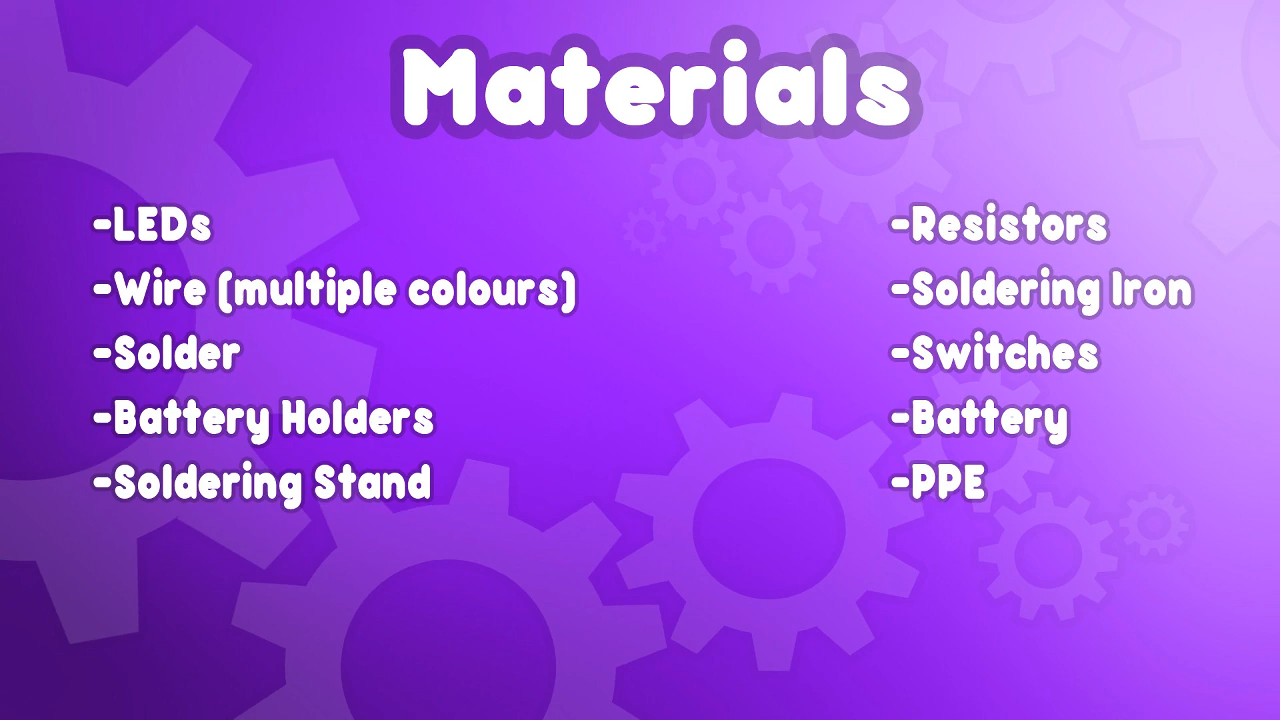 Materials
-LEDs
-Wire (multiple colours)
-Solder
-Battery Holders
-Soldering Stand
-Resistors
-Soldering Iron
-Switches
-Battery
-PPE